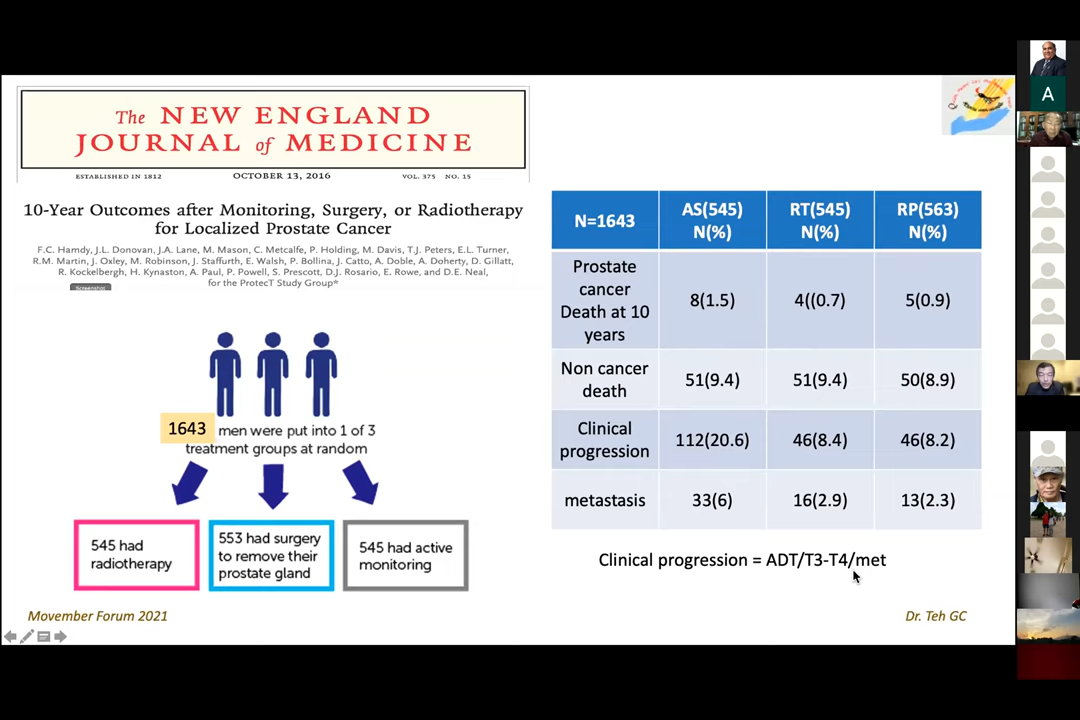 The NEW ENGLAND
JOURNAL of MEDICINE
ESTABLISHED IN 1812 OCTOBER 13, 2016 VOL. 375 NO. 15
10-Year Outcomes after Monitoring, Surgery, or Radiotherapy
for Localized Prostate Cancer
F.C. Hamdy, J.L. Donovan, J.A. Lane, M. Mason, C. Metcalfe, P. Holding, M. Davis, T.J. Peters, E.L. Turner,
R.M. Martin, J. Oxley, M. Robinson, J. Staffurth, E. Walsh, P. Bollina, J. Catto, A. Doble, A. Doherty, D. Gillatt,
R. Kockelbergh, H. Kynaston, A. Paul, P. Powell, S. Prescott, D.J. Rosario, E. Rowe, and D.E. Neal,
for the ProtecT Study Group*
Screenshot
1643 men were put into 1 of 3
treatment groups at random
545 had
radiotherapy
553 had surgery
to remove their
prostate gland
545 had active
monitoring
N=1643
AS(545)
N(%)
RT(545)
N(%)
RP(563)
N(%)
Prostate
cancer
Death at 10
years
8(1.5)
4((0.7)
5(0.9)
Non cancer
death
51(9.4)
51(9.4)
50(8.9)
Clinical
progression
112(20.6)
46(8.4)
46(8.2)
metastasis
33(6)
16(2.9)
13(2.3)
Clinical progression = ADT/T3-T4/met
Movember Forum 2021
Dr. Teh GC
A